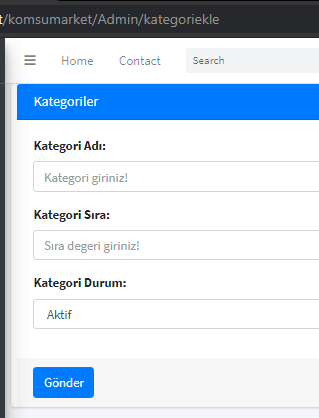 /komsumarket/Admin/kategoriekle
Home Contact Search
Kategoriler
Kategori Adı:
Kategori giriniz!
Kategori Sıra:
Sıra degeri giriniz!
Kategori Durum:
Aktif
Gönder